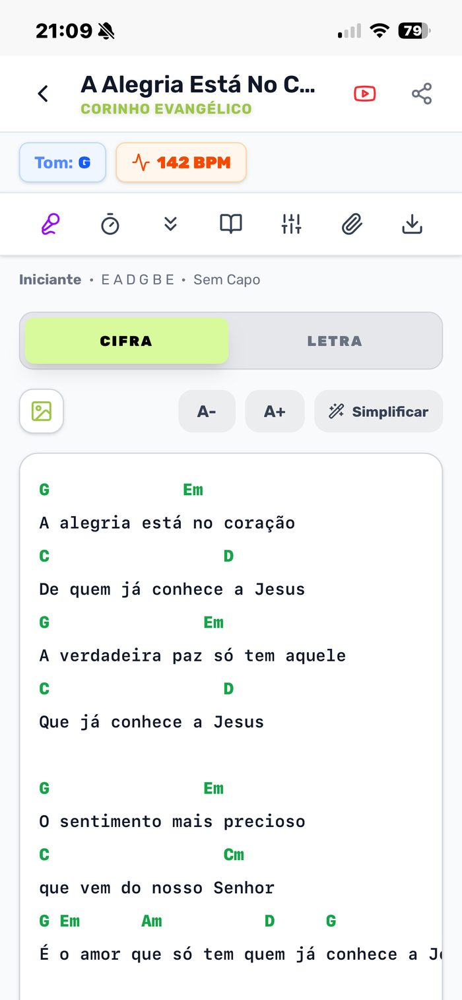 21:09
79
A Alegria Está No C...
CORINHO EVANGÉLICO
Tom: G
142 BPM
Iniciante • E A D G B E • Sem Capo
CIFRA
LETRA
A-
A+
Simplificar
G Em
A alegria está no coração
C D
De quem já conhece a Jesus
G Em
A verdadeira paz só tem aquele
C D
Que já conhece a Jesus
G Em
O sentimento mais precioso
C Cm
que vem do nosso Senhor
G Em Am D G
É o amor que só tem quem já conhece a